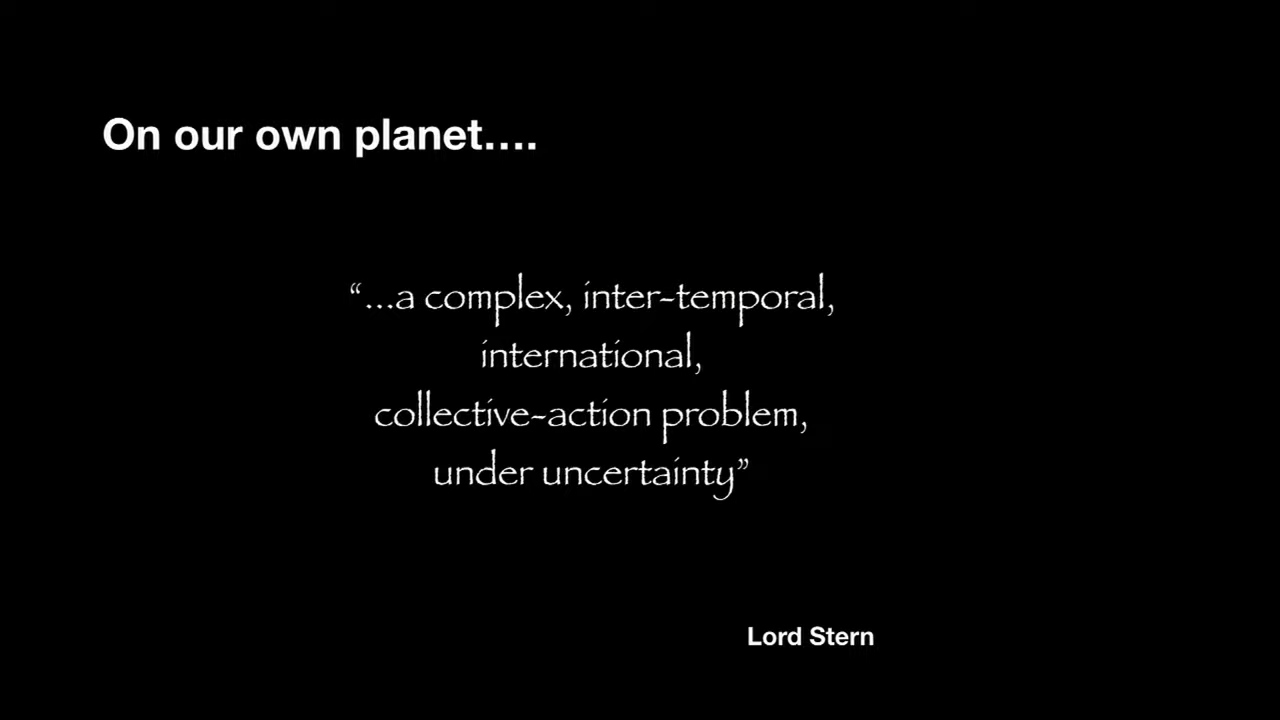 On our own planet....
“...a complex, inter-temporal,
international,
collective-action problem,
under uncertainty”
Lord Stern